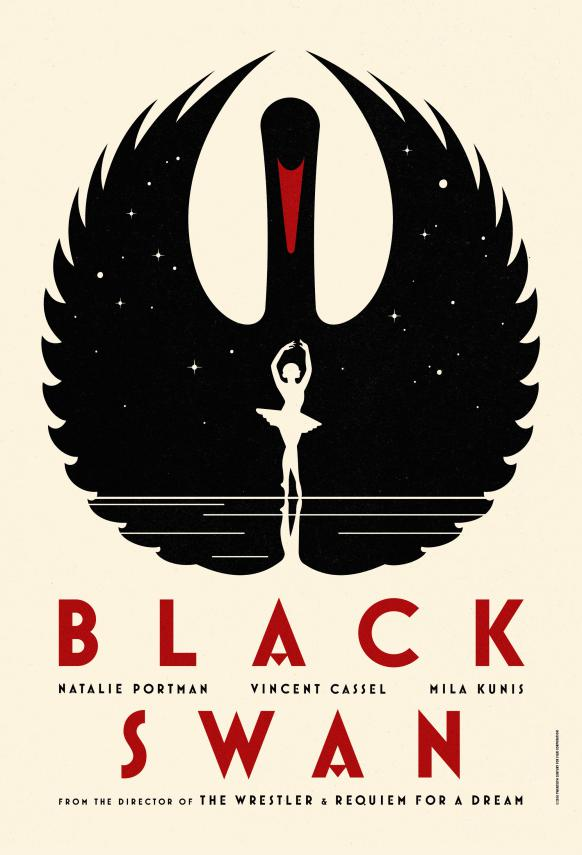 BLACK
NATALIE PORTMAN VINCENT CASSEL MILA KUNIS
SWAN
FROM THE DIRECTOR OF THE WRESTLER & REQUIEM FOR A DREAM